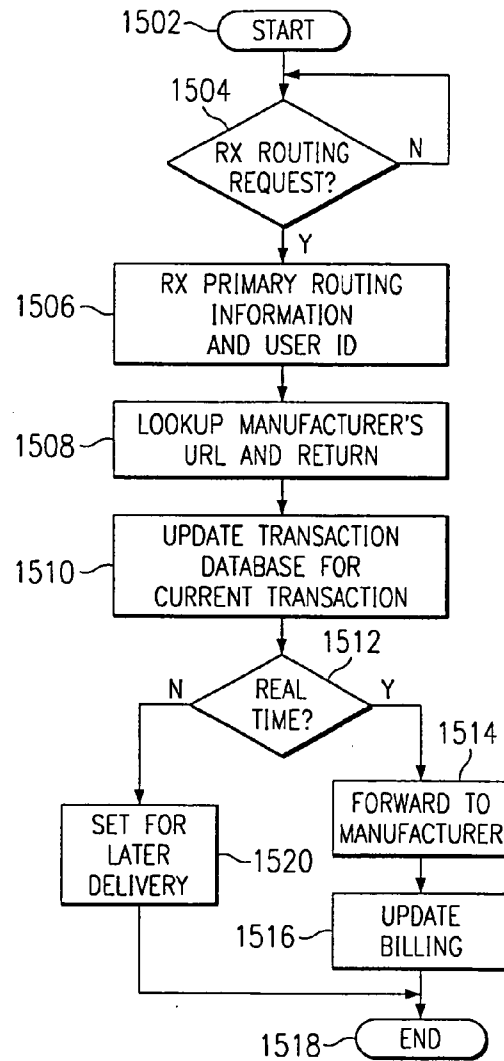 1502
START
1504
RX ROUTING
REQUEST?
N
Y
1506
RX PRIMARY ROUTING
INFORMATION
AND USER ID
1508
LOOKUP MANUFACTURER'S
URL AND RETURN
1510
UPDATE TRANSACTION
DATABASE FOR
CURRENT TRANSACTION
1512
N
REAL
TIME?
Y
1514
FORWARD TO
MANUFACTURER
SET FOR
LATER
DELIVERY
1520
1516
UPDATE
BILLING
1518
END